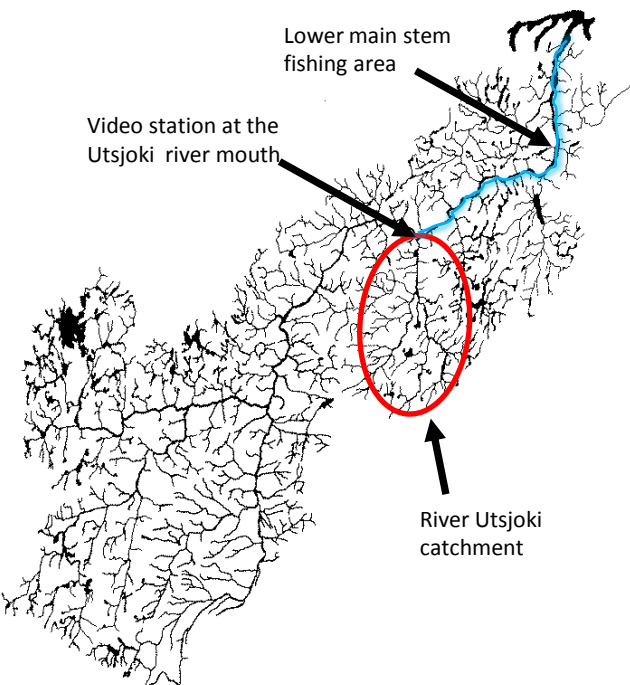 Lower main stem
fishing area
Video station at the
Utsjoki river mouth
River Utsjoki
catchment